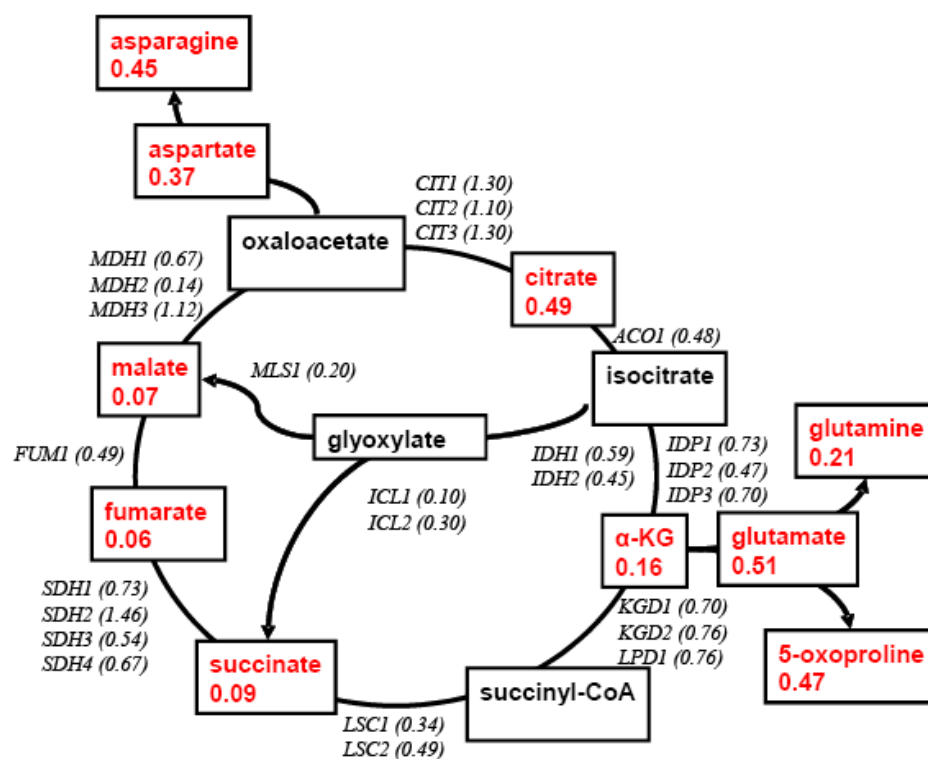 asparagine
0.45
aspartate
0.37
CIT1 (1.30)
CIT2 (1.10)
CIT3 (1.30)
oxaloacetate
MDH1 (0.67)
MDH2 (0.14)
MDH3 (1.12)
citrate
0.49
ACO1 (0.48)
malate
0.07
MLS1 (0.20)
isocitrate
glyoxylate
IDH1 (0.59)
IDH2 (0.45)
IDP1 (0.73)
IDP2 (0.47)
IDP3 (0.70)
glutamine
0.21
FUM1 (0.49)
ICL1 (0.10)
ICL2 (0.30)
fumarate
0.06
α-KG
0.16
glutamate
0.51
SDH1 (0.73)
SDH2 (1.46)
SDH3 (0.54)
SDH4 (0.67)
KGD1 (0.70)
KGD2 (0.76)
LPD1 (0.76)
5-oxoproline
0.47
succinate
0.09
succinyl-CoA
LSC1 (0.34)
LSC2 (0.49)